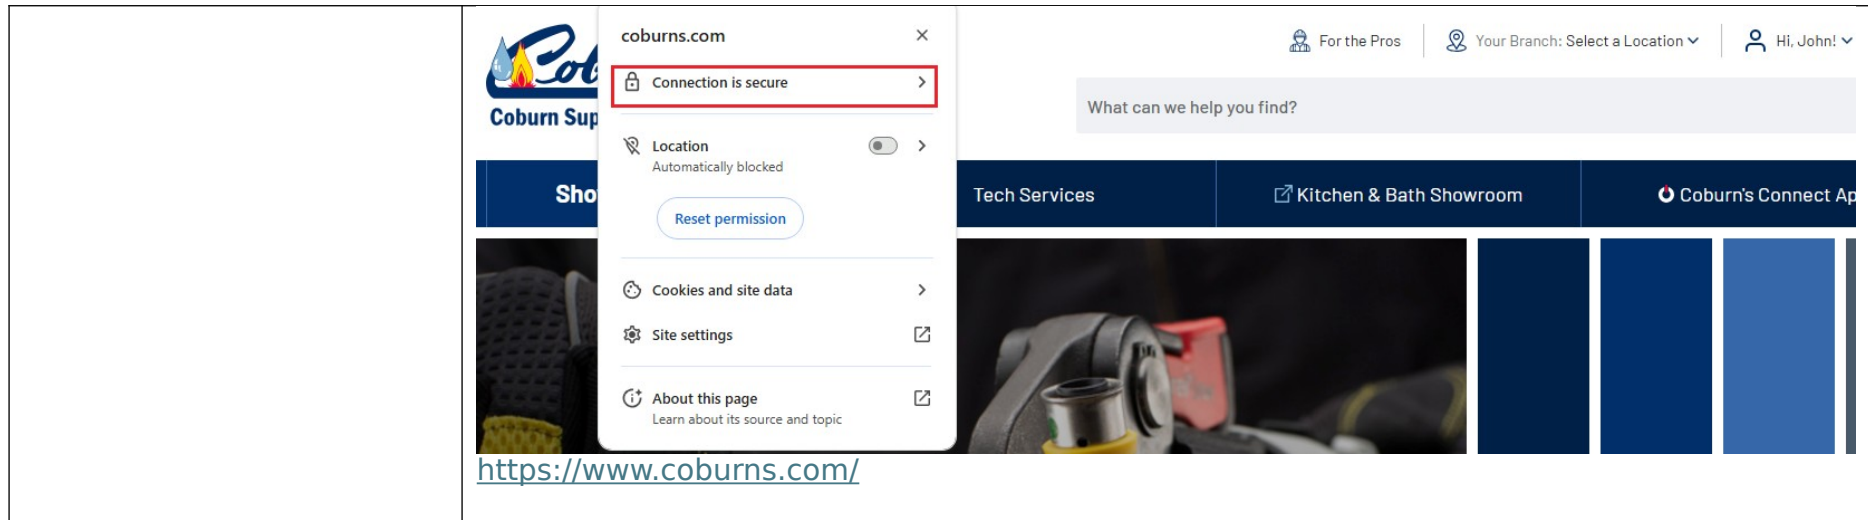 coburns.com
Connection is secure
Location
Automatically blocked
Reset permission
Cookies and site data
Site settings
About this page
Learn about its source and topic
Cob
Coburn Sup
For the Pros
Your Branch: Select a Location
Hi, John!
What can we help you find?
Sho
Tech Services
Kitchen & Bath Showroom
Coburn's Connect Ap
https://www.coburns.com/